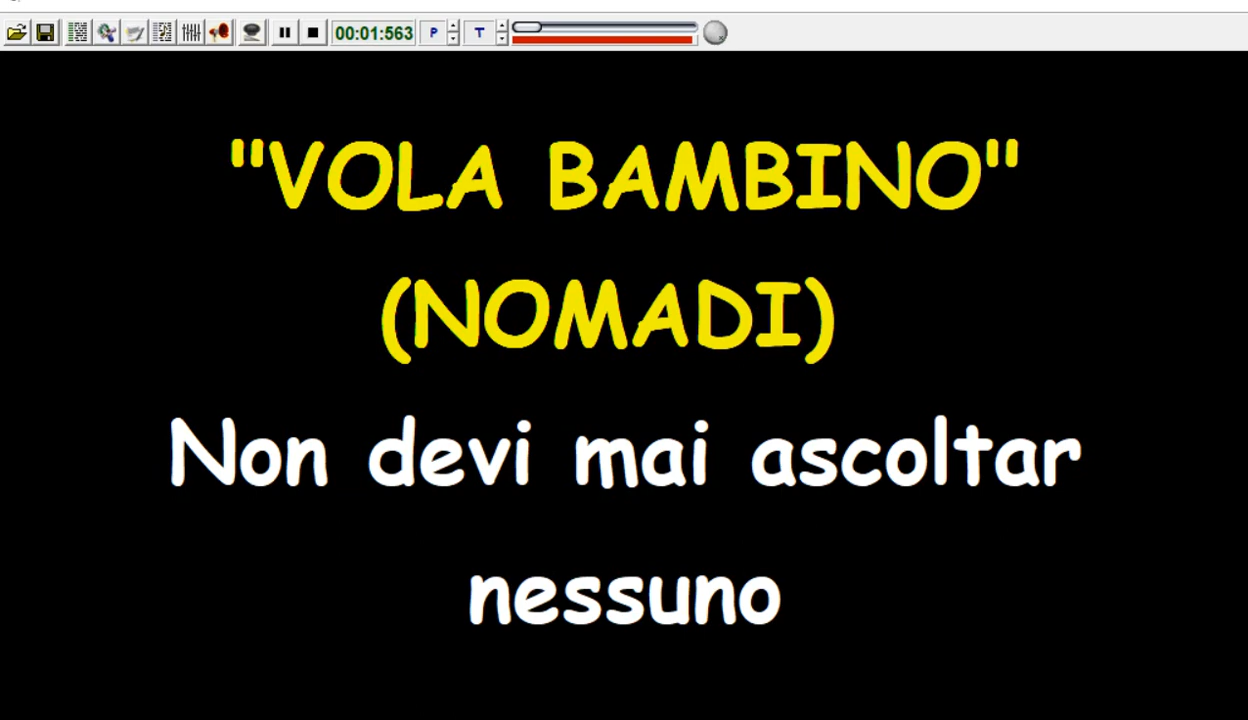 00:01:563 P T
"VOLA BAMBINO"
(NOMADI)
Non devi mai ascoltar
nessuno